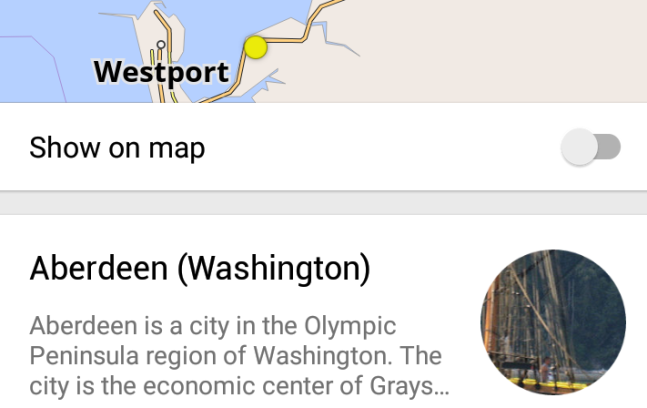 Westport
Show on map
Aberdeen (Washington)
Aberdeen is a city in the Olympic
Peninsula region of Washington. The
city is the economic center of Grays...